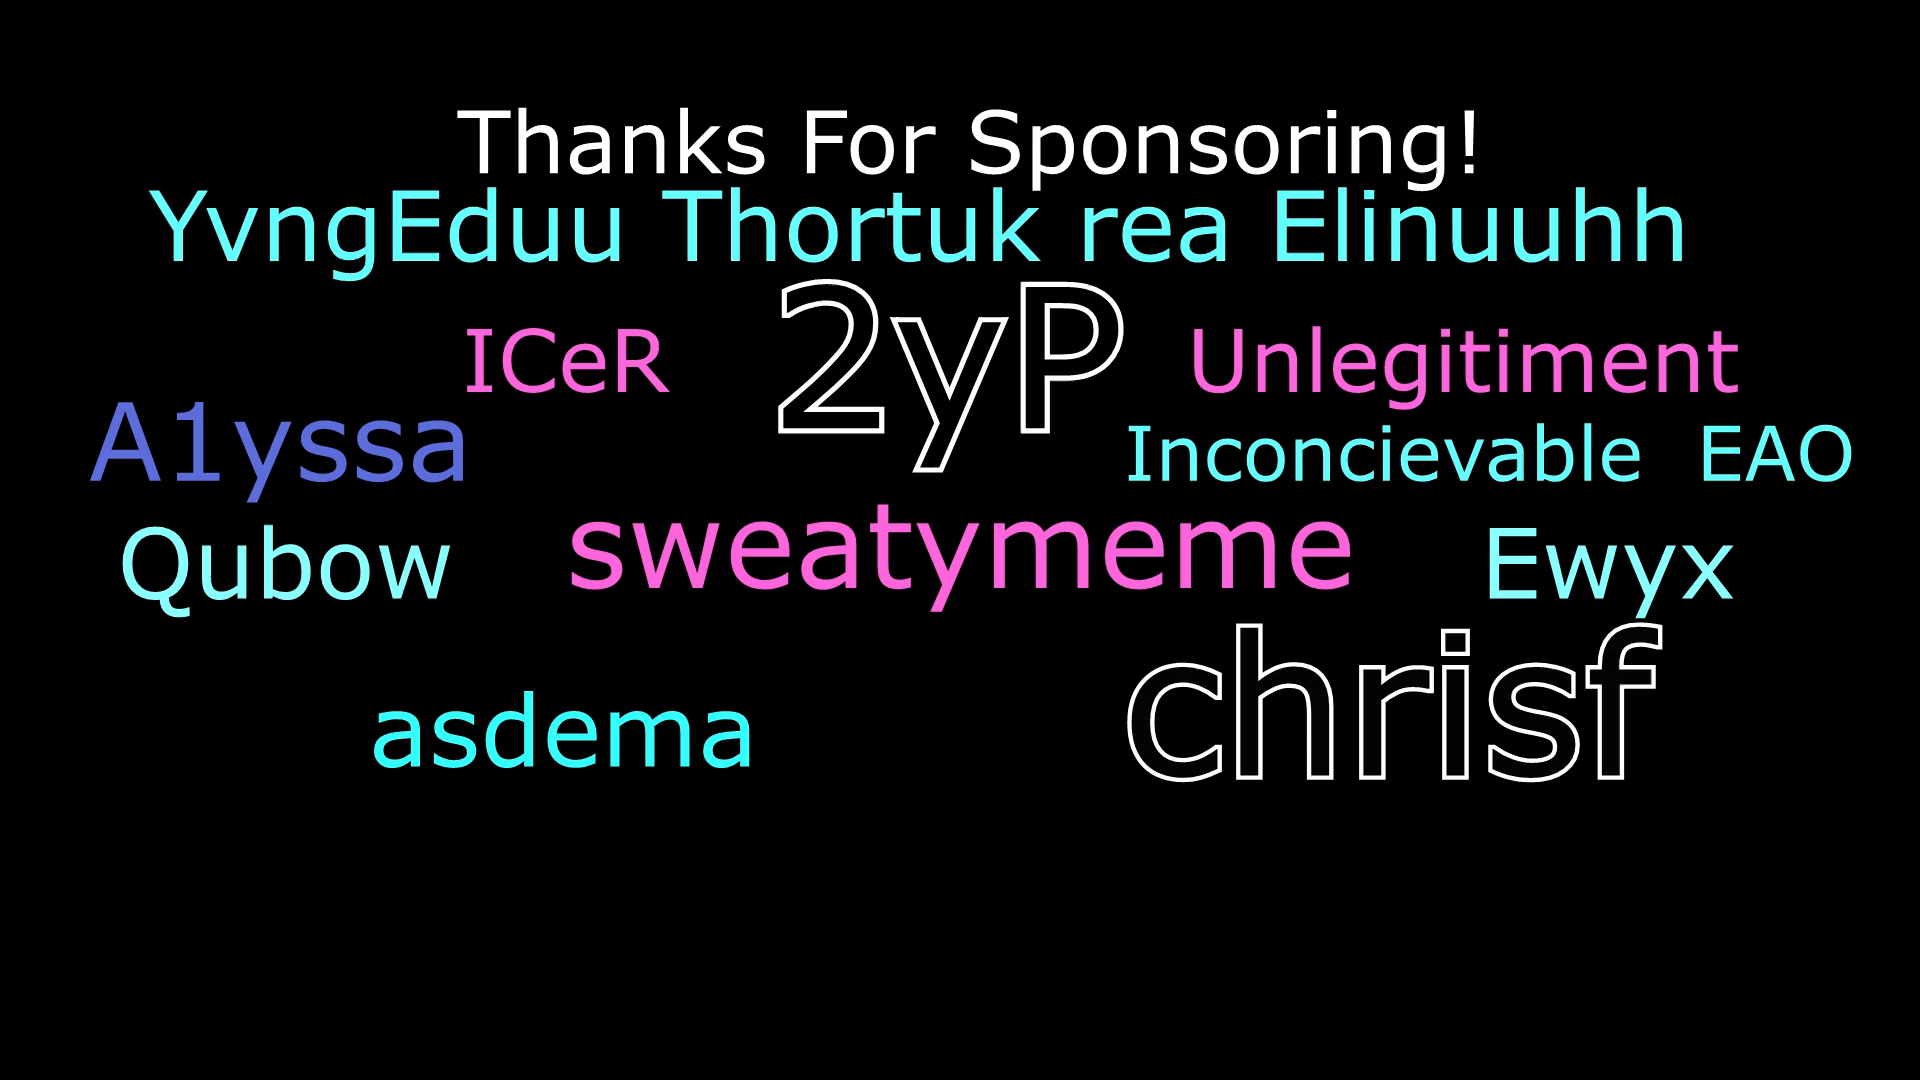 Thanks For Sponsoring!
YvngEduu Thortuk rea Elinuuhh
ICeR 2yP Unlegitiment
A1yssa Inconcievable EAO
Qubow sweatymeme Ewyx
asdema chrisf